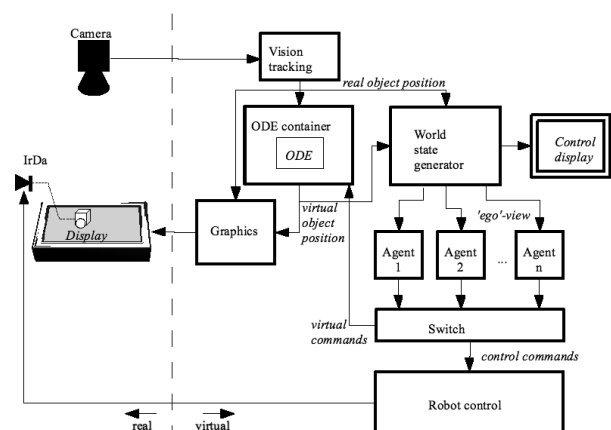 Camera
Vision
tracking
real object position
ODE container
ODE
World
state
generator
Control
display
IrDa
Display
Graphics
virtual
object
position
'ego'-view
Agent
1
Agent
2
...
Agent
n
virtual
commands
Switch
control commands
Robot control
real
virtual